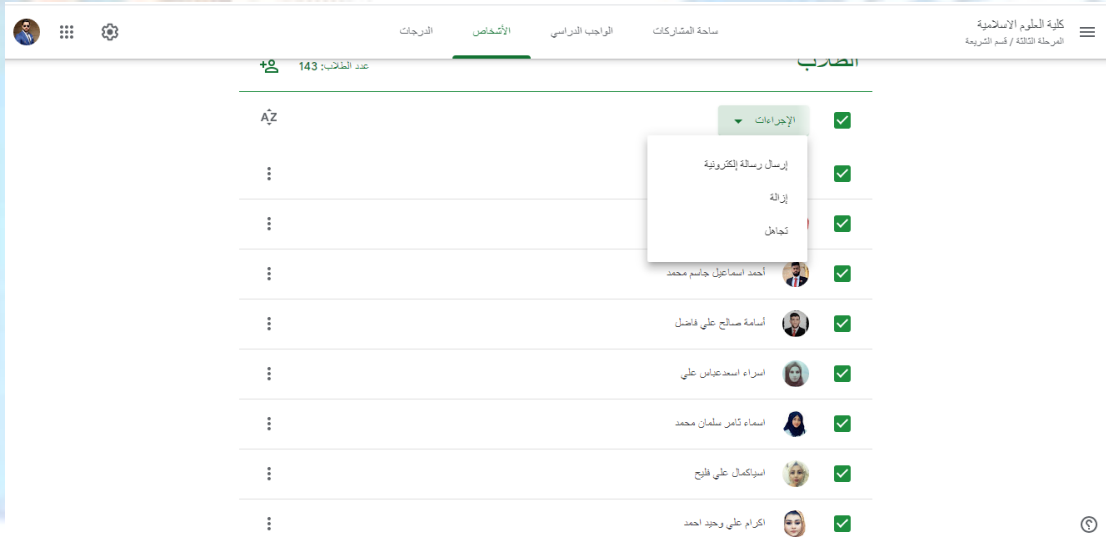 كلية العلوم الاسلامية
المرحلة الثالثة / قسم الشريعة
ساحة المشاركات
الواجب الدراسي
الأشخاص
الدرجات
الطلاب
عدد الطلاب: 143
الإجراءات
AZ
إرسال رسالة إلكترونية
إزالة
تجاهل
أحمد اسماعيل جاسم محمد
أسامة صالح علي فاضل
اسراء اسعدعباس علي
اسماء ثامر سلمان محمد
اسياكمال علي فليح
اكرام علي وحيد احمد